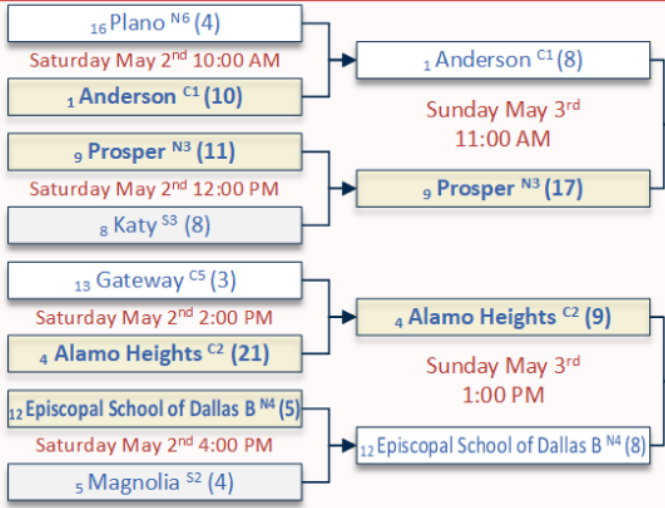 16 Plano N6 (4)
Saturday May 2nd 10:00 AM
1 Anderson C1 (10)
9 Prosper N3 (11)
Saturday May 2nd 12:00 PM
8 Katy S3 (8)
13 Gateway C5 (3)
Saturday May 2nd 2:00 PM
4 Alamo Heights C2 (21)
12 Episcopal School of Dallas B N4 (5)
Saturday May 2nd 4:00 PM
5 Magnolia S2 (4)
1 Anderson C1 (8)
Sunday May 3rd
11:00 AM
9 Prosper N3 (17)
4 Alamo Heights C2 (9)
Sunday May 3rd
1:00 PM
12 Episcopal School of Dallas B N4 (8)